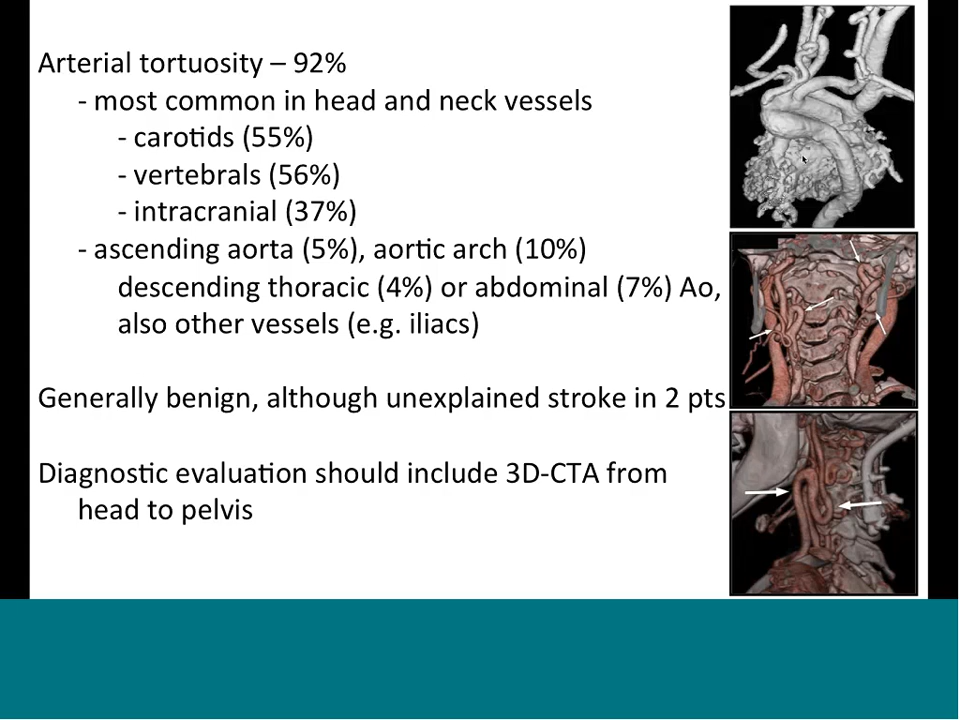 Arterial tortuosity – 92%
- most common in head and neck vessels
- carotids (55%)
- vertebrals (56%)
- intracranial (37%)
- ascending aorta (5%), aortic arch (10%)
descending thoracic (4%) or abdominal (7%) Ao,
also other vessels (e.g. iliacs)
Generally benign, although unexplained stroke in 2 pts
Diagnostic evaluation should include 3D-CTA from
head to pelvis